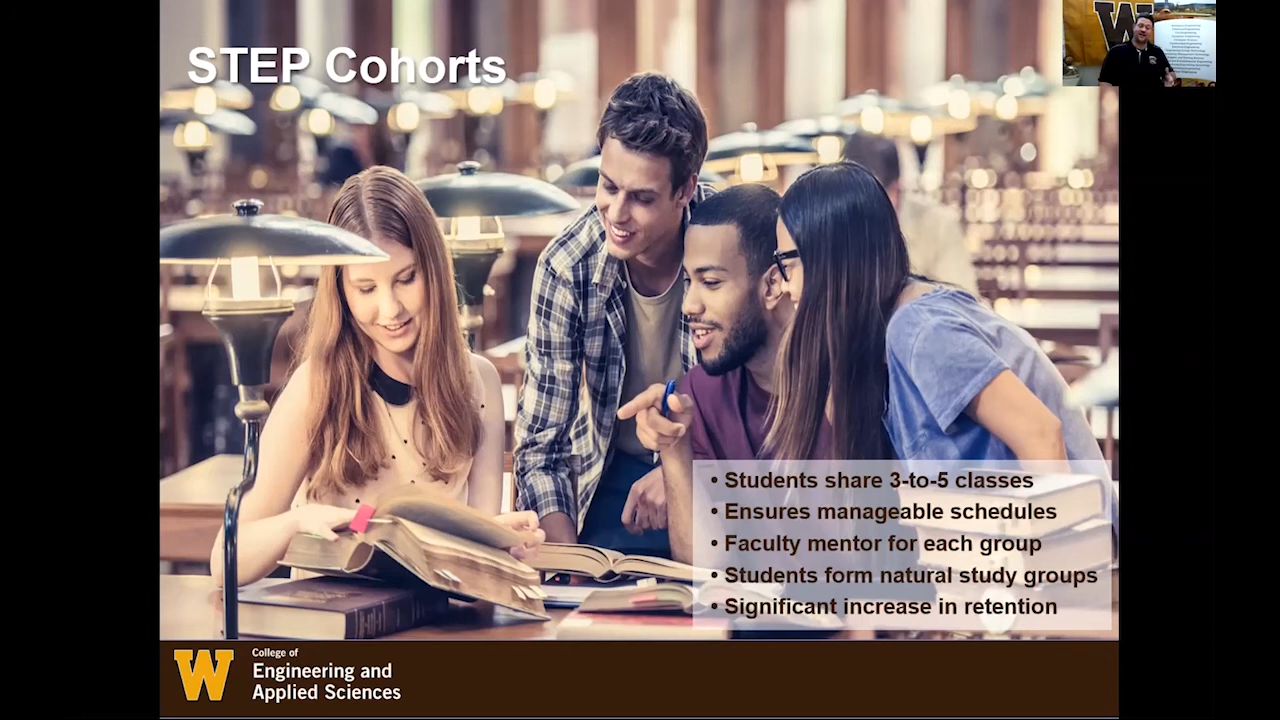 STEP Cohorts
W
• Students share 3-to-5 classes
• Ensures manageable schedules
• Faculty mentor for each group
• Students form natural study groups
• Significant increase in retention
W
College of
Engineering and
Applied Sciences